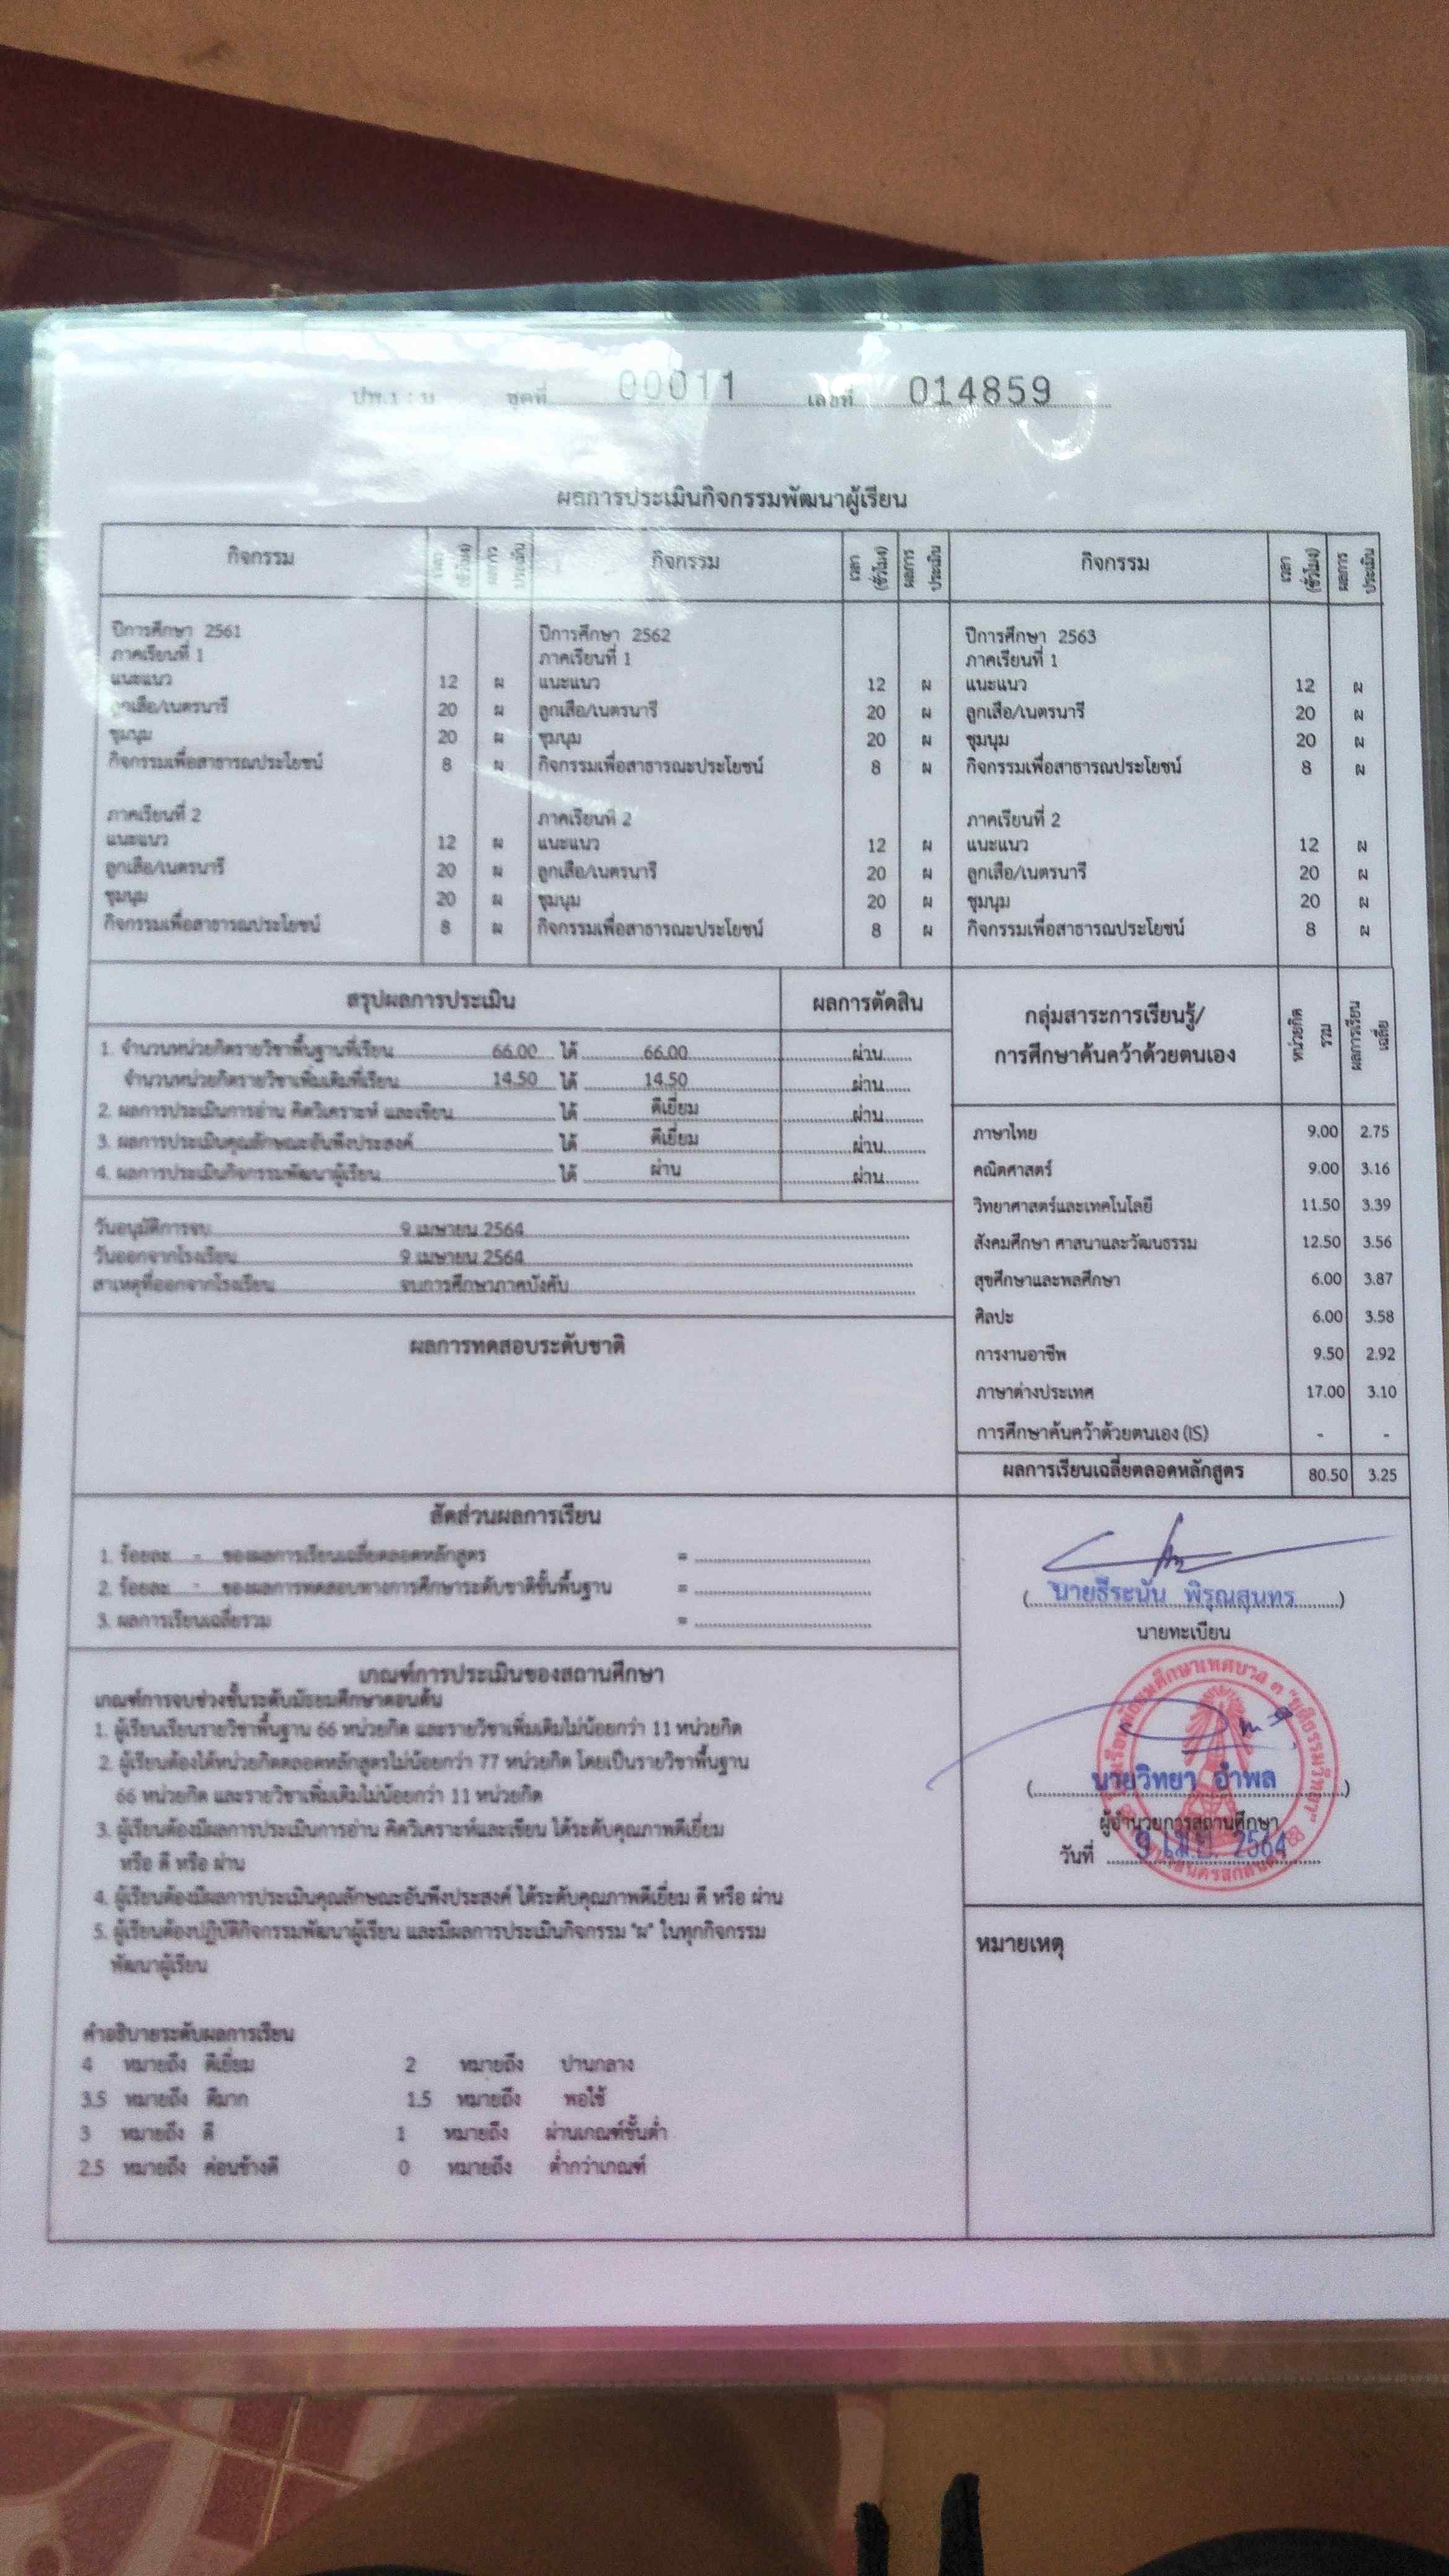 ปพ.1 : บ ชุดที่ 00011 เลขที่ 014859
ผลการประเมินกิจกรรมพัฒนาผู้เรียน
กิจกรรม เวลา (ชั่วโมง) ผลการประเมิน กิจกรรม เวลา (ชั่วโมง) ผลการประเมิน กิจกรรม เวลา (ชั่วโมง) ผลการประเมิน
ปีการศึกษา 2561 ปีการศึกษา 2562 ปีการศึกษา 2563
ภาคเรียนที่ 1 ภาคเรียนที่ 1 ภาคเรียนที่ 1
แนะแนว 12 ผ แนะแนว 12 ผ แนะแนว 12 ผ
ลูกเสือ/เนตรนารี 20 ผ ลูกเสือ/เนตรนารี 20 ผ ลูกเสือ/เนตรนารี 20 ผ
ชุมนุม 20 ผ ชุมนุม 20 ผ ชุมนุม 20 ผ
กิจกรรมเพื่อสาธารณประโยชน์ 8 ผ กิจกรรมเพื่อสาธารณะประโยชน์ 8 ผ กิจกรรมเพื่อสาธารณประโยชน์ 8 ผ
ภาคเรียนที่ 2 ภาคเรียนที่ 2 ภาคเรียนที่ 2
แนะแนว 12 ผ แนะแนว 12 ผ แนะแนว 12 ผ
ลูกเสือ/เนตรนารี 20 ผ ลูกเสือ/เนตรนารี 20 ผ ลูกเสือ/เนตรนารี 20 ผ
ชุมนุม 20 ผ ชุมนุม 20 ผ ชุมนุม 20 ผ
กิจกรรมเพื่อสาธารณประโยชน์ 8 ผ กิจกรรมเพื่อสาธารณะประโยชน์ 8 ผ กิจกรรมเพื่อสาธารณประโยชน์ 8 ผ
สรุปผลการประเมิน ผลการตัดสิน
1. จำนวนหน่วยกิตรายวิชาพื้นฐานที่เรียน 66.00 ได้ 66.00 ผ่าน
จำนวนหน่วยกิตรายวิชาเพิ่มเติมที่เรียน 14.50 ได้ 14.50 ผ่าน
2. ผลการประเมินการอ่าน คิดวิเคราะห์ และเขียน ได้ ดีเยี่ยม ผ่าน
3. ผลการประเมินคุณลักษณะอันพึงประสงค์ ได้ ดีเยี่ยม ผ่าน
4. ผลการประเมินกิจกรรมพัฒนาผู้เรียน ได้ ผ่าน ผ่าน
วันอนุมัติการจบ 9 เมษายน 2564
วันออกจากโรงเรียน 9 เมษายน 2564
สาเหตุที่ออกจากโรงเรียน จบการศึกษาภาคบังคับ
ผลการทดสอบระดับชาติ
กลุ่มสาระการเรียนรู้/ หน่วยกิตรวม ผลการเรียนเฉลี่ย
การศึกษาค้นคว้าด้วยตนเอง
ภาษาไทย 9.00 2.75
คณิตศาสตร์ 9.00 3.16
วิทยาศาสตร์และเทคโนโลยี 11.50 3.39
สังคมศึกษา ศาสนาและวัฒนธรรม 12.50 3.56
สุขศึกษาและพลศึกษา 6.00 3.87
ศิลปะ 6.00 3.58
การงานอาชีพ 9.50 2.92
ภาษาต่างประเทศ 17.00 3.10
การศึกษาค้นคว้าด้วยตนเอง (IS) - -
ผลการเรียนเฉลี่ยตลอดหลักสูตร 80.50 3.25
สัดส่วนผลการเรียน
1. ร้อยละ - ของผลการเรียนเฉลี่ยตลอดหลักสูตร =
2. ร้อยละ - ของผลการทดสอบทางการศึกษาระดับชาติขั้นพื้นฐาน =
3. ผลการเรียนเฉลี่ยรวม =
เกณฑ์การประเมินของสถานศึกษา
เกณฑ์การจบช่วงชั้นระดับมัธยมศึกษาตอนต้น
1. ผู้เรียนเรียนรายวิชาพื้นฐาน 66 หน่วยกิต และรายวิชาเพิ่มเติมไม่น้อยกว่า 11 หน่วยกิต
2. ผู้เรียนต้องได้หน่วยกิตตลอดหลักสูตรไม่น้อยกว่า 77 หน่วยกิต โดยเป็นรายวิชาพื้นฐาน
66 หน่วยกิต และรายวิชาเพิ่มเติมไม่น้อยกว่า 11 หน่วยกิต
3. ผู้เรียนต้องมีผลการประเมินการอ่าน คิดวิเคราะห์และเขียน ได้ระดับคุณภาพดีเยี่ยม
หรือ ดี หรือ ผ่าน
4. ผู้เรียนต้องมีผลการประเมินคุณลักษณะอันพึงประสงค์ ได้ระดับคุณภาพดีเยี่ยม ดี หรือ ผ่าน
5. ผู้เรียนต้องปฏิบัติกิจกรรมพัฒนาผู้เรียน และมีผลการประเมินกิจกรรม "ผ" ในทุกกิจกรรม
พัฒนาผู้เรียน
คำอธิบายระดับผลการเรียน
4 หมายถึง ดีเยี่ยม 2 หมายถึง ปานกลาง
3.5 หมายถึง ดีมาก 1.5 หมายถึง พอใช้
3 หมายถึง ดี 1 หมายถึง ผ่านเกณฑ์ขั้นต่ำ
2.5 หมายถึง ค่อนข้างดี 0 หมายถึง ต่ำกว่าเกณฑ์
(นายธีระนัน พิรุณสุนทร)
นายทะเบียน
(นายวิทยา อำพล)
ผู้อำนวยการสถานศึกษา
วันที่ 9 เม.ย. 2564
หมายเหตุ